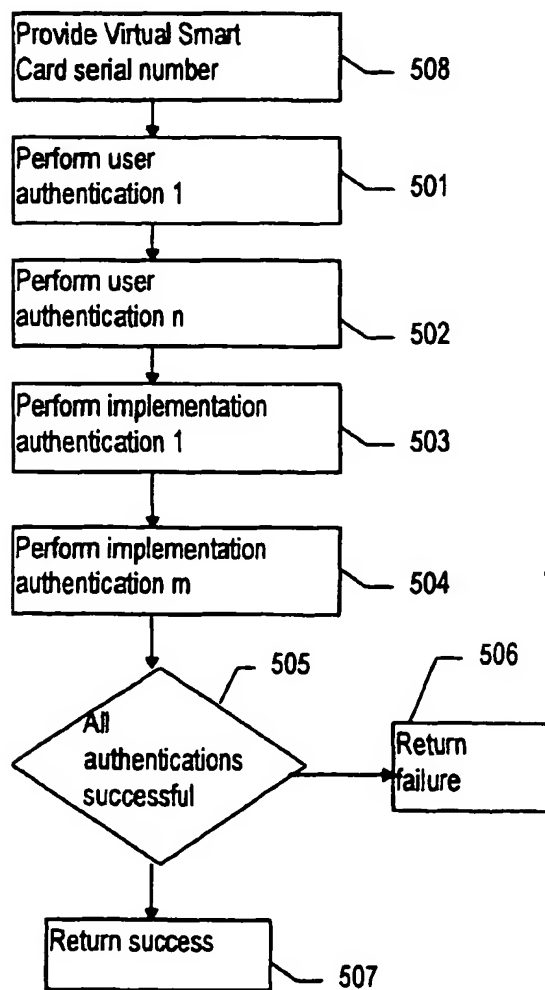 Provide Virtual Smart
Card serial number
508
Perform user
authentication 1
501
Perform user
authentication n
502
Perform implementation
authentication 1
503
Perform implementation
authentication m
504
505
All
authentications
successful
506
Return
failure
Return success
507